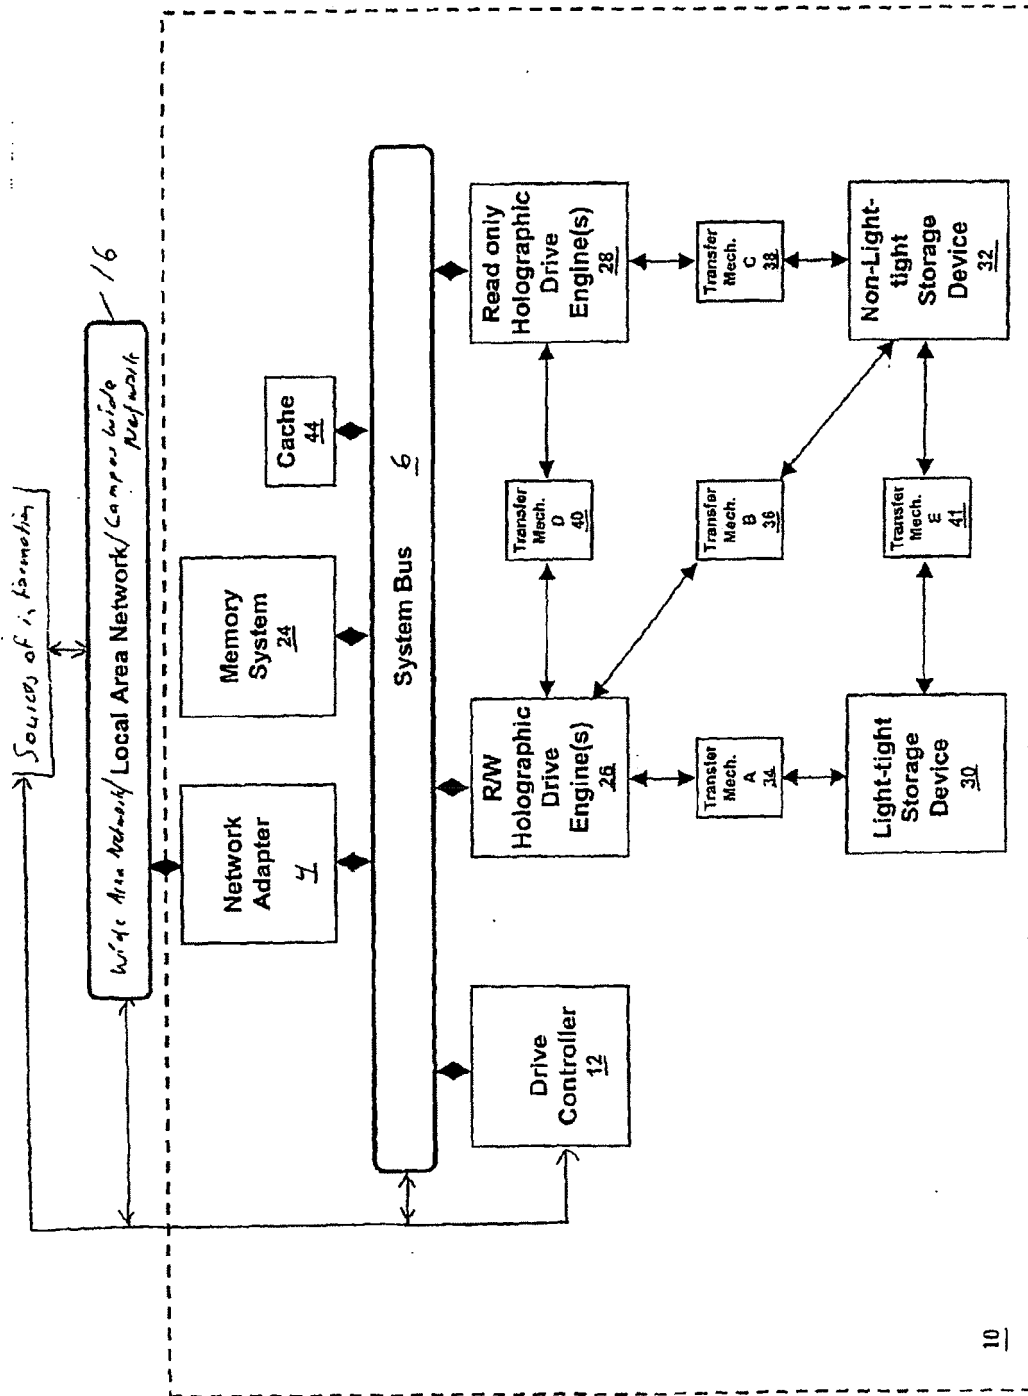 Sources of information
16
Wide Area Network/ Local Area Network/ Campus Wide
Network
Network
Adapter
4
Memory
System
24
Cache
44
System Bus
6
Drive
Controller
12
R/W
Holographic
Drive
Engine(s)
26
Read only
Holographic
Drive
Engine(s)
28
Transfer
Mech.
D
40
Transfer
Mech.
A
34
Transfer
Mech.
B
36
Transfer
Mech.
C
38
Light-tight
Storage
Device
30
Transfer
Mech.
E
41
Non-Light-
tight
Storage
Device
32
10